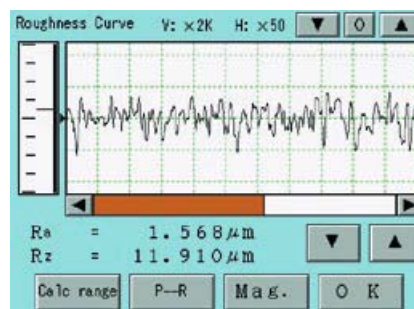 Roughness Curve V: ×2K H: ×50 ▼ O ▲
Ra = 1.568μm
Rz = 11.910μm
Calc range P--R Mag. O K